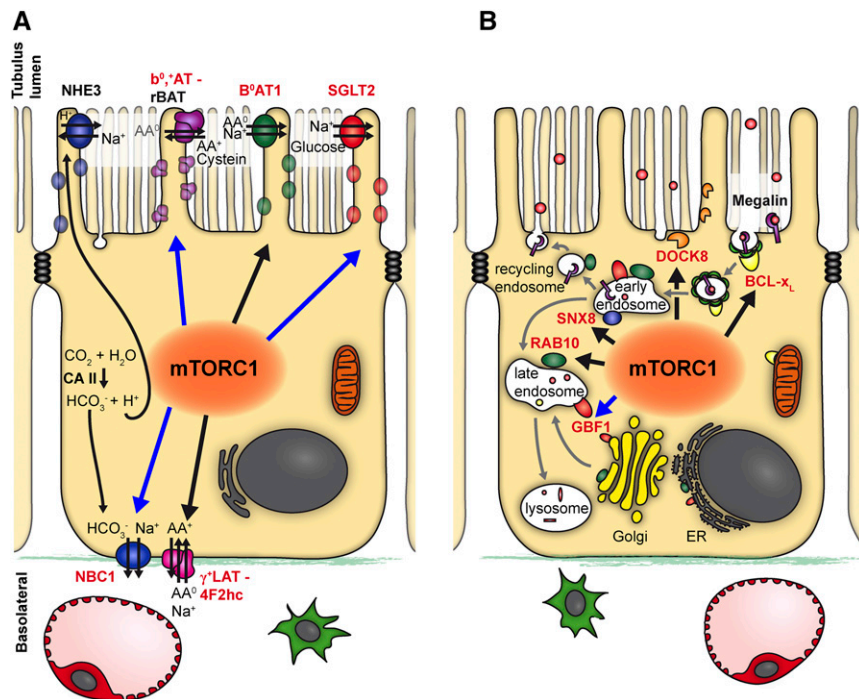 A
Tubulus
lumen
NHE3
b⁰,⁺AT -
rBAT
B⁰AT1
SGLT2
H⁺
Na⁺
AA⁰
AA⁺
Cystein
AA⁰
Na⁺
Na⁺
Glucose
mTORC1
CO₂ + H₂O
CA II
HCO₃⁻ + H⁺
HCO₃⁻ Na⁺ AA⁺
NBC1
γ⁺LAT -
4F2hc
AA⁰
Na⁺
Basolateral
B
Megalin
DOCK8
BCL-x_L
recycling
endosome
early
endosome
SNX8
RAB10
mTORC1
late
endosome
GBF1
lysosome
Golgi
ER